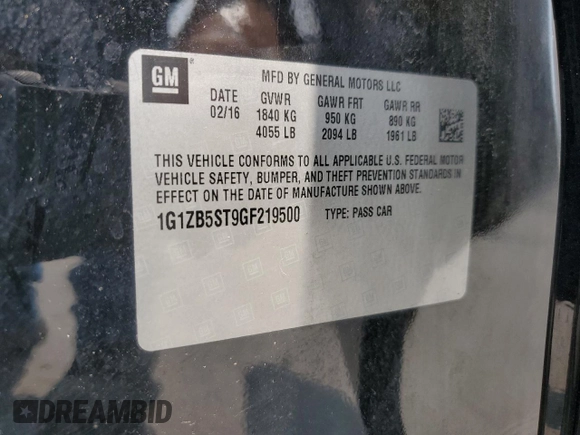 GM
MFD BY GENERAL MOTORS LLC
DATE GVWR GAWR FRT GAWR RR
02/16 1840 KG 950 KG 890 KG
4055 LB 2094 LB 1961 LB
THIS VEHICLE CONFORMS TO ALL APPLICABLE U.S. FEDERAL MOTOR
VEHICLE SAFETY, BUMPER, AND THEFT PREVENTION STANDARDS IN
EFFECT ON THE DATE OF MANUFACTURE SHOWN ABOVE.
1G1ZB5ST9GF219500 TYPE: PASS CAR
DREAMBID